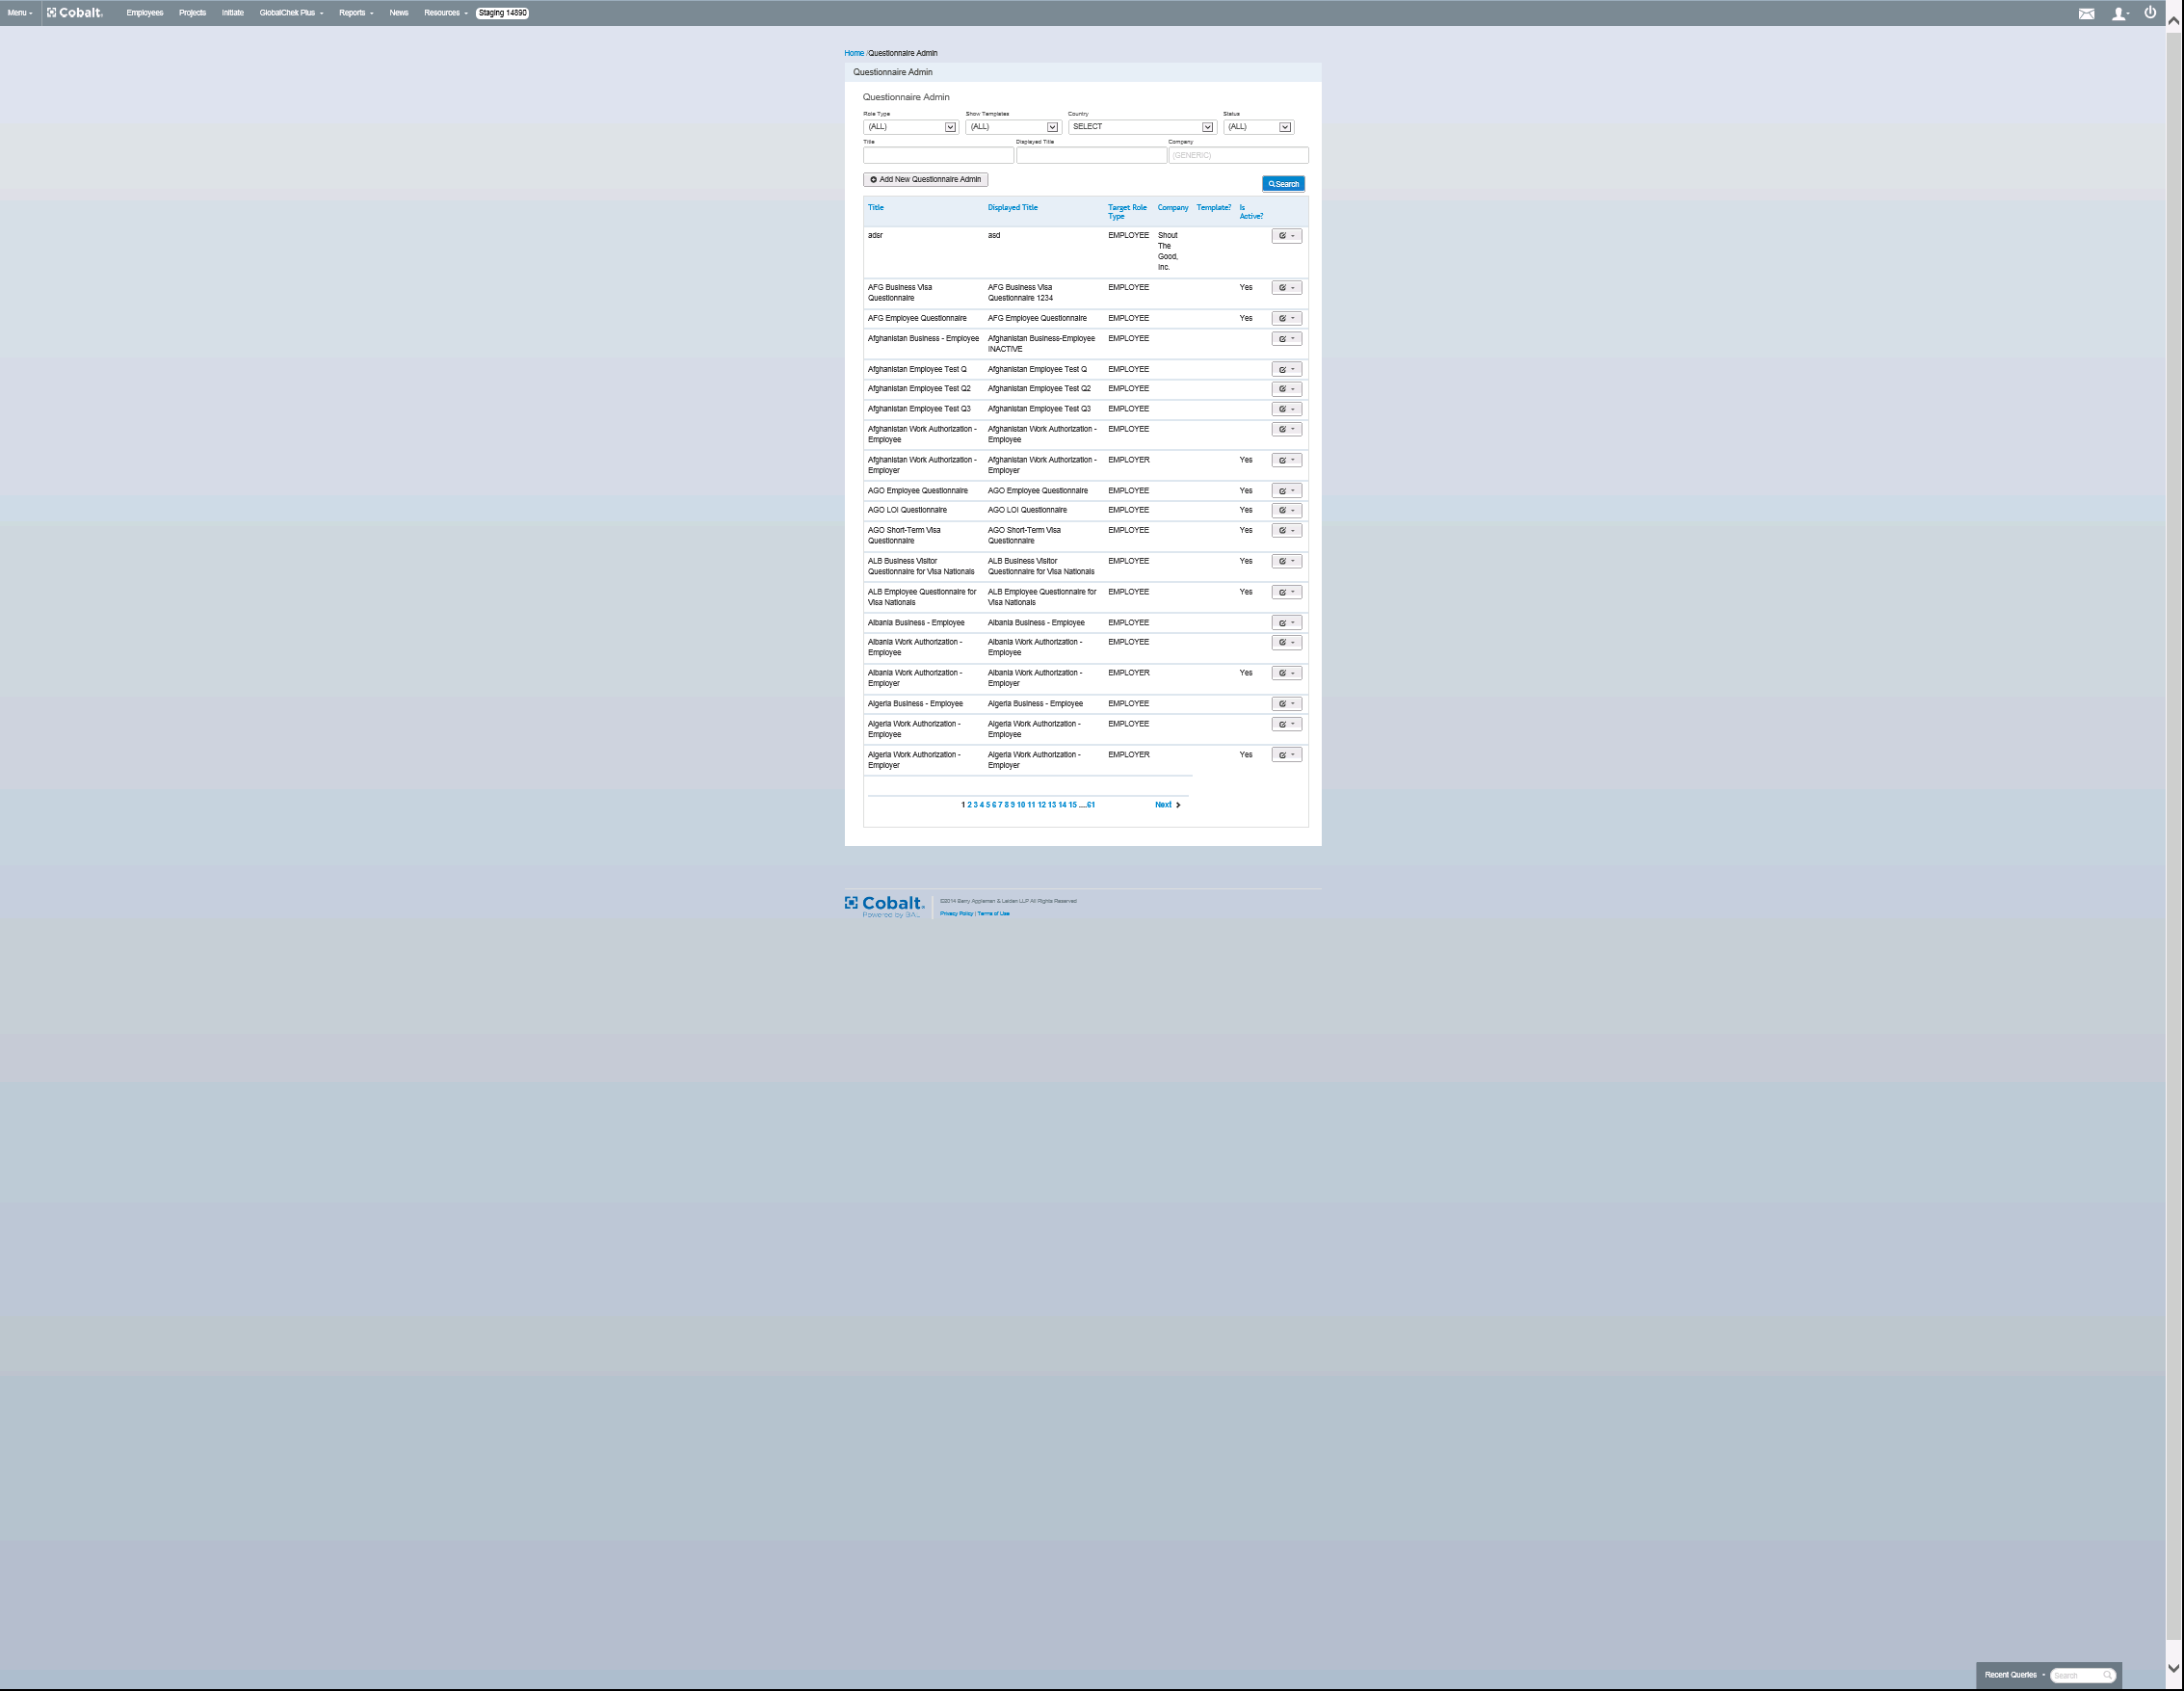 Menu Cobalt. Employees Projects Initiate GlobalChek Plus Reports News Resources Staging 14890
Home /Questionnaire Admin
Questionnaire Admin
Questionnaire Admin
Role Type Show Templates Country Status
(ALL) (ALL) SELECT (ALL)
Title Displayed Title Company
(GENERIC)
Add New Questionnaire Admin
Search
Title Displayed Title Target Role Company Template? Is
Type Active?
adsr asd EMPLOYEE Shout
The
Good,
Inc.
AFG Business Visa AFG Business Visa EMPLOYEE Yes
Questionnaire Questionnaire 1234
AFG Employee Questionnaire AFG Employee Questionnaire EMPLOYEE Yes
Afghanistan Business - Employee Afghanistan Business-Employee EMPLOYEE
INACTIVE
Afghanistan Employee Test Q Afghanistan Employee Test Q EMPLOYEE
Afghanistan Employee Test Q2 Afghanistan Employee Test Q2 EMPLOYEE
Afghanistan Employee Test Q3 Afghanistan Employee Test Q3 EMPLOYEE
Afghanistan Work Authorization - Afghanistan Work Authorization - EMPLOYEE
Employee Employee
Afghanistan Work Authorization - Afghanistan Work Authorization - EMPLOYER Yes
Employer Employer
AGO Employee Questionnaire AGO Employee Questionnaire EMPLOYEE Yes
AGO LOI Questionnaire AGO LOI Questionnaire EMPLOYEE Yes
AGO Short-Term Visa AGO Short-Term Visa EMPLOYEE Yes
Questionnaire Questionnaire
ALB Business Visitor ALB Business Visitor EMPLOYEE Yes
Questionnaire for Visa Nationals Questionnaire for Visa Nationals
ALB Employee Questionnaire for ALB Employee Questionnaire for EMPLOYEE Yes
Visa Nationals Visa Nationals
Albania Business - Employee Albania Business - Employee EMPLOYEE
Albania Work Authorization - Albania Work Authorization - EMPLOYEE
Employee Employee
Albania Work Authorization - Albania Work Authorization - EMPLOYER Yes
Employer Employer
Algeria Business - Employee Algeria Business - Employee EMPLOYEE
Algeria Work Authorization - Algeria Work Authorization - EMPLOYEE
Employee Employee
Algeria Work Authorization - Algeria Work Authorization - EMPLOYER Yes
Employer Employer
1 2 3 4 5 6 7 8 9 10 11 12 13 14 15 ....61 Next
Cobalt.
Powered by BAL
©2014 Berry Appleman & Leiden LLP All Rights Reserved
Privacy Policy | Terms of Use
Recent Queries Search